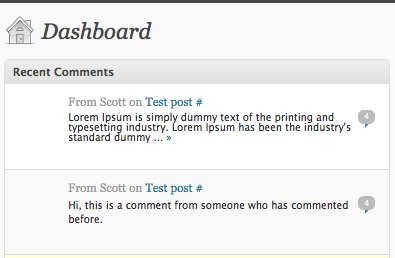 Dashboard
Recent Comments
From Scott on Test post #
Lorem Ipsum is simply dummy text of the printing and
typesetting industry. Lorem Ipsum has been the industry's
standard dummy ... »
4
From Scott on Test post #
Hi, this is a comment from someone who has commented
before.
4